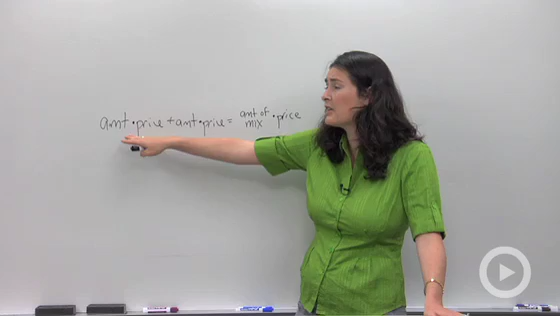 amt · price + amt · price = amt of mix · price